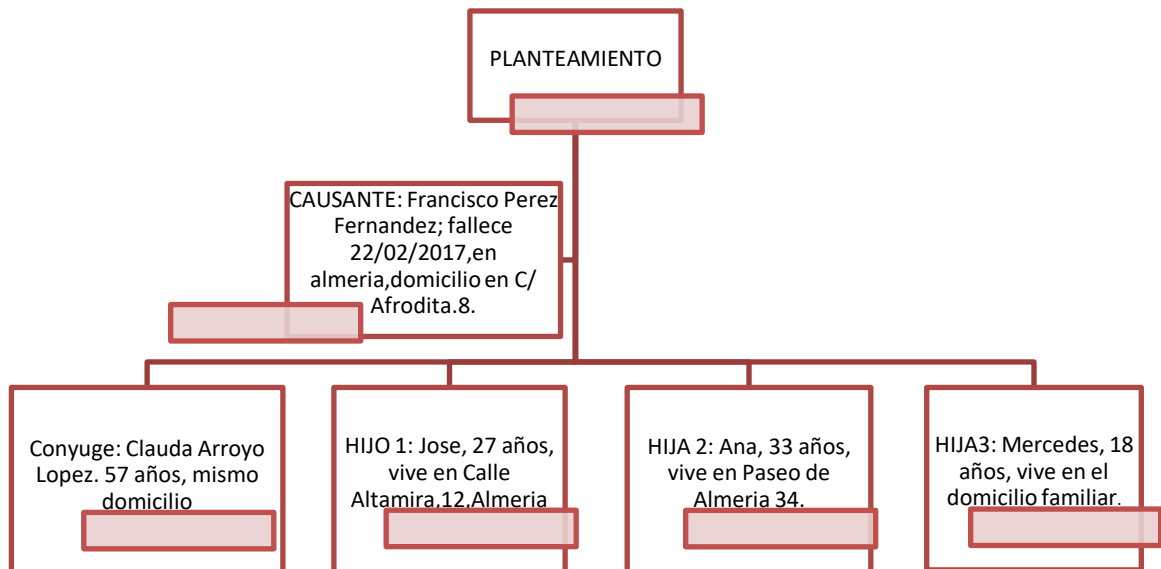 PLANTEAMIENTO
CAUSANTE: Francisco Perez
Fernandez; fallece
22/02/2017,en
almeria,domicilio en C/
Afrodita.8.
Conyuge: Clauda Arroyo
Lopez. 57 años, mismo
domicilio
HIJO 1: Jose, 27 años,
vive en Calle
Altamira,12,Almeria
HIJA 2: Ana, 33 años,
vive en Paseo de
Almeria 34.
HIJA3: Mercedes, 18
años, vive en el
domicilio familiar.